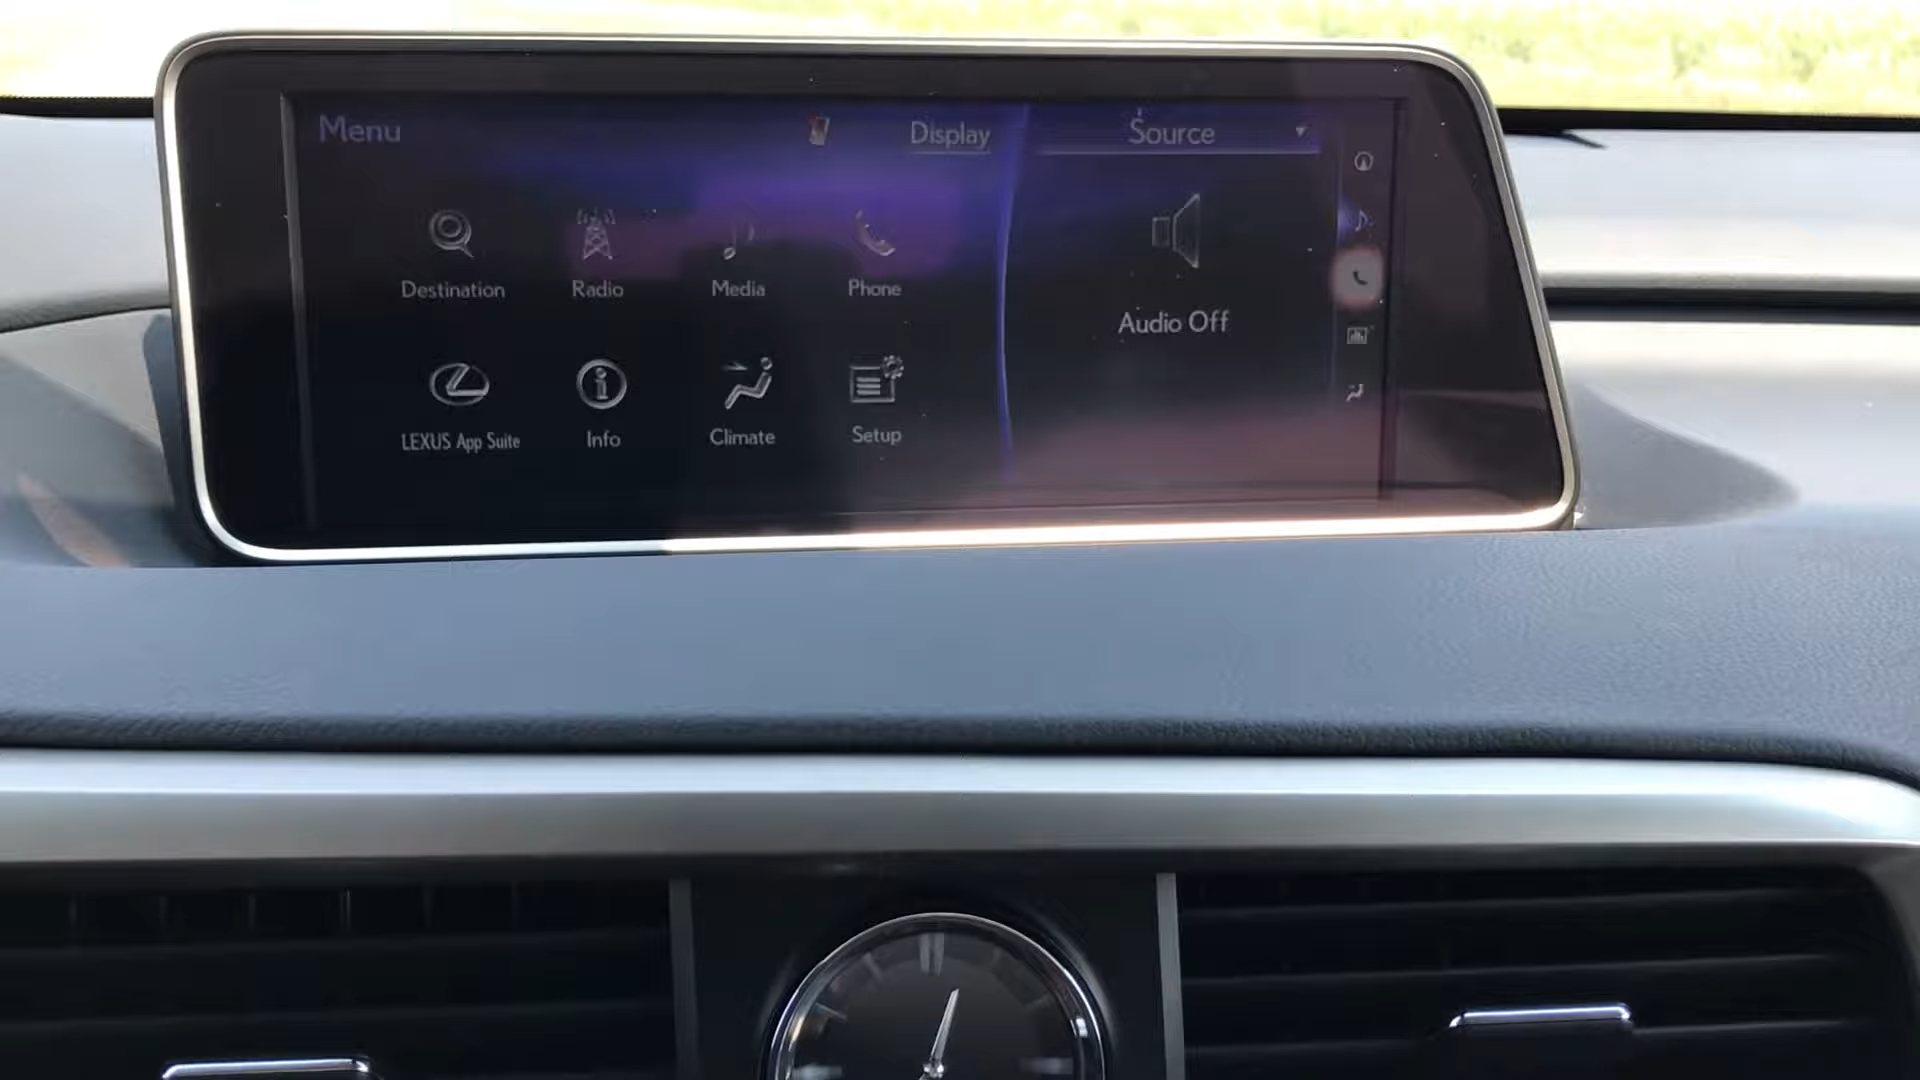 Menu
Display
Source
Destination
Radio
Media
Phone
Audio Off
LEXUS App Suite
Info
Climate
Setup